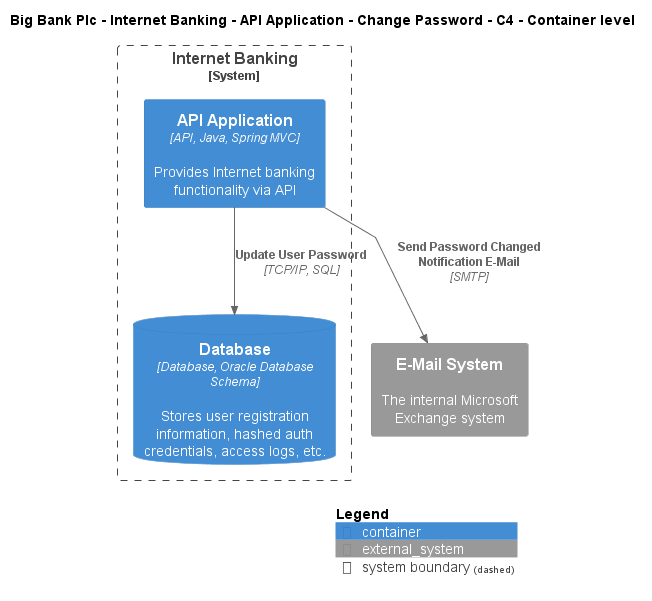 Big Bank Plc - Internet Banking - API Application - Change Password - C4 - Container level
Internet Banking
[System]
API Application
[API, Java, Spring MVC]
Provides Internet banking
functionality via API
Update User Password
[TCP/IP, SQL]
Send Password Changed
Notification E-Mail
[SMTP]
Database
[Database, Oracle Database
Schema]
Stores user registration
information, hashed auth
credentials, access logs, etc.
E-Mail System
The internal Microsoft
Exchange system
Legend
container
external_system
system boundary (dashed)